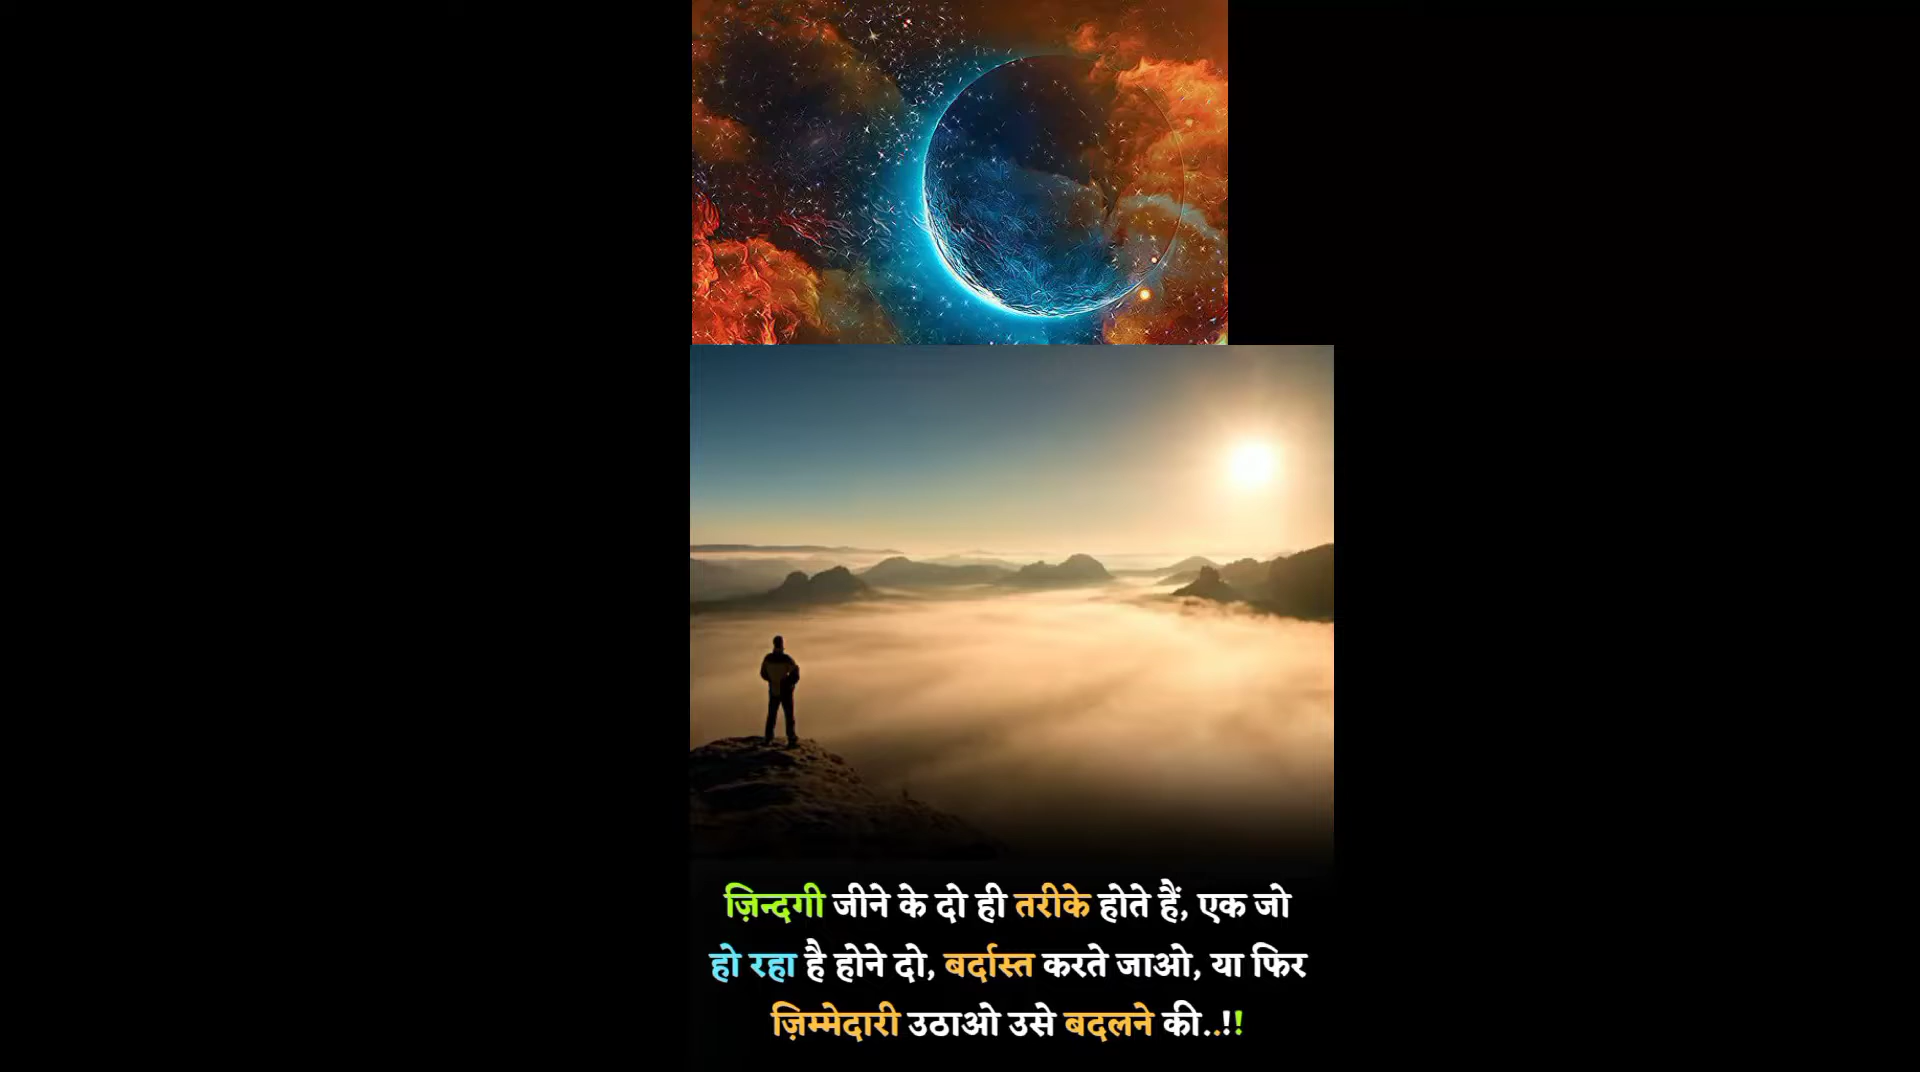 ज़िन्दगी जीने के दो ही तरीके होते हैं, एक जो
हो रहा है होने दो, बर्दास्त करते जाओ, या फिर
ज़िम्मेदारी उठाओ उसे बदलने की..!!